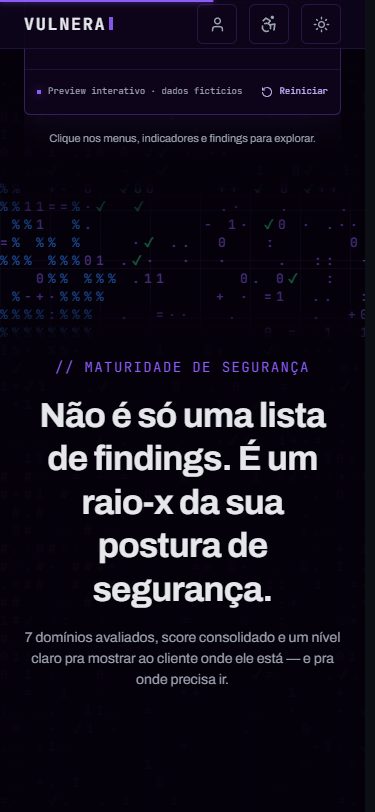 VULNERA
Preview interativo · dados fictícios
Reiniciar
Clique nos menus, indicadores e findings para explorar.
// MATURIDADE DE SEGURANÇA
Não é só uma lista
de findings. É um
raio-x da sua
postura de
segurança.
7 domínios avaliados, score consolidado e um nível
claro pra mostrar ao cliente onde ele está — e pra
onde precisa ir.